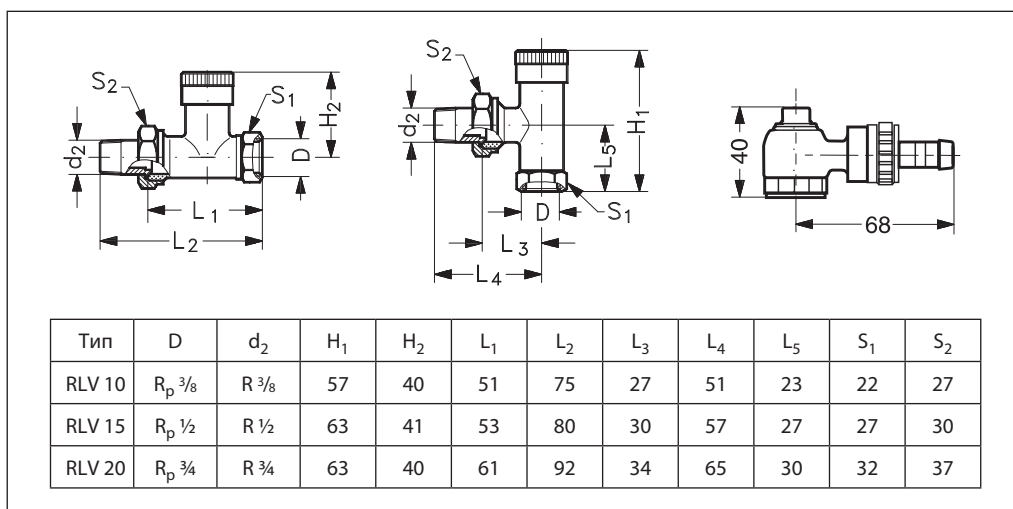 S₂
S₁
H₂
d₂
D
L₁
L₂
S₂
d₂
H₁
L₅
D
S₁
L₃
L₄
40
68
Тип D d₂ H₁ H₂ L₁ L₂ L₃ L₄ L₅ S₁ S₂
RLV 10 Rₚ ⅜ R ⅜ 57 40 51 75 27 51 23 22 27
RLV 15 Rₚ ½ R ½ 63 41 53 80 30 57 27 27 30
RLV 20 Rₚ ¾ R ¾ 63 40 61 92 34 65 30 32 37